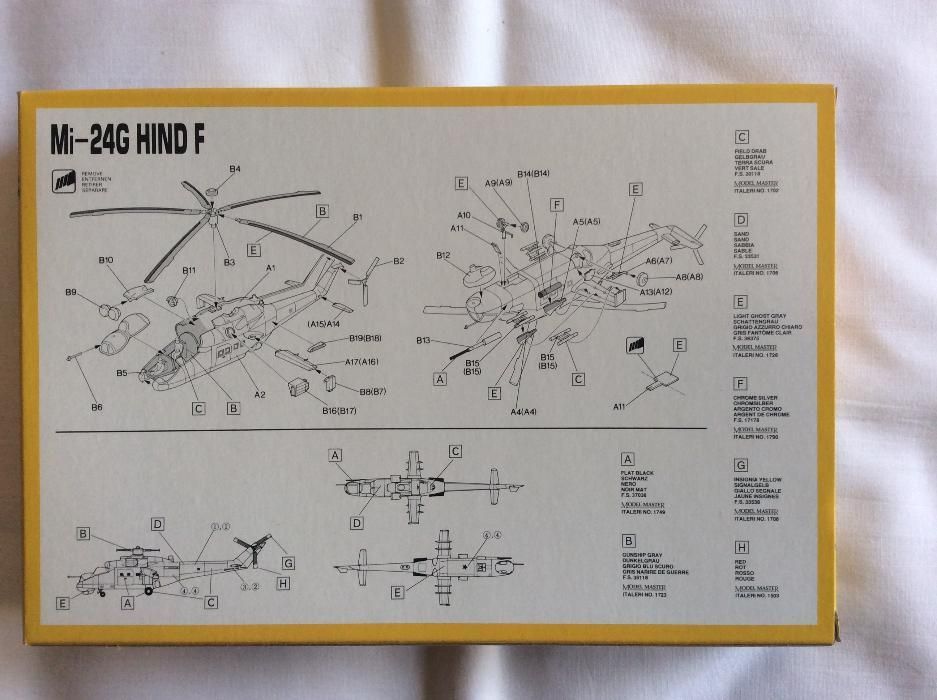 Mi-24G HIND F
REMOVE
ENTFERNEN
RETIRER
SEPARARE
B4
B
B1
E
B3
B2
B10
B11
A1
B9
(A15)A14
B19(B18)
A17(A16)
B5
B8(B7)
A2
B6
C
B
B16(B17)
B14(B14)
E
A9(A9)
E
F
A10
A5(A5)
A11
B12
A6(A7)
A8(A8)
A13(A12)
B13
B15
(B15)
B15
(B15)
E
A
E
C
A4(A4)
A11
C
FIELD DRAB
GELBGRAU
TERRA SCURA
VERT SALE
F.S. 30118
MODEL MASTER
ITALERI NO. 1702
D
SAND
SAND
SABBIA
SABLE
F.S. 33531
MODEL MASTER
ITALERI NO. 1706
E
LIGHT GHOST GRAY
SCHATTENGRAU
GRIGIO AZZURRO CHIARO
GRIS FANTÔME CLAIR
F.S. 36375
MODEL MASTER
ITALERI NO. 1728
F
CHROME SILVER
CHROMSILBER
ARGENTO CROMO
ARGENT DE CHROME
F.S. 17178
MODEL MASTER
ITALERI NO. 1790
G
INSIGNIA YELLOW
SIGNALGELB
GIALLO SEGNALE
JAUNE INSIGNES
F.S. 33538
MODEL MASTER
ITALERI NO. 1708
H
RED
ROT
ROSSO
ROUGE
MODEL MASTER
ITALERI NO. 1503
A
FLAT BLACK
SCHWARZ
NERO
NOIR MAT
F.S. 37038
MODEL MASTER
ITALERI NO. 1749
B
GUNSHIP GRAY
DUNKELGRAU
GRIGIO BLU SCURO
GRIS NARIRE DE GUERRE
F.S. 36118
MODEL MASTER
ITALERI NO. 1723
A
C
D
E
D
B
G
H
E
A
C